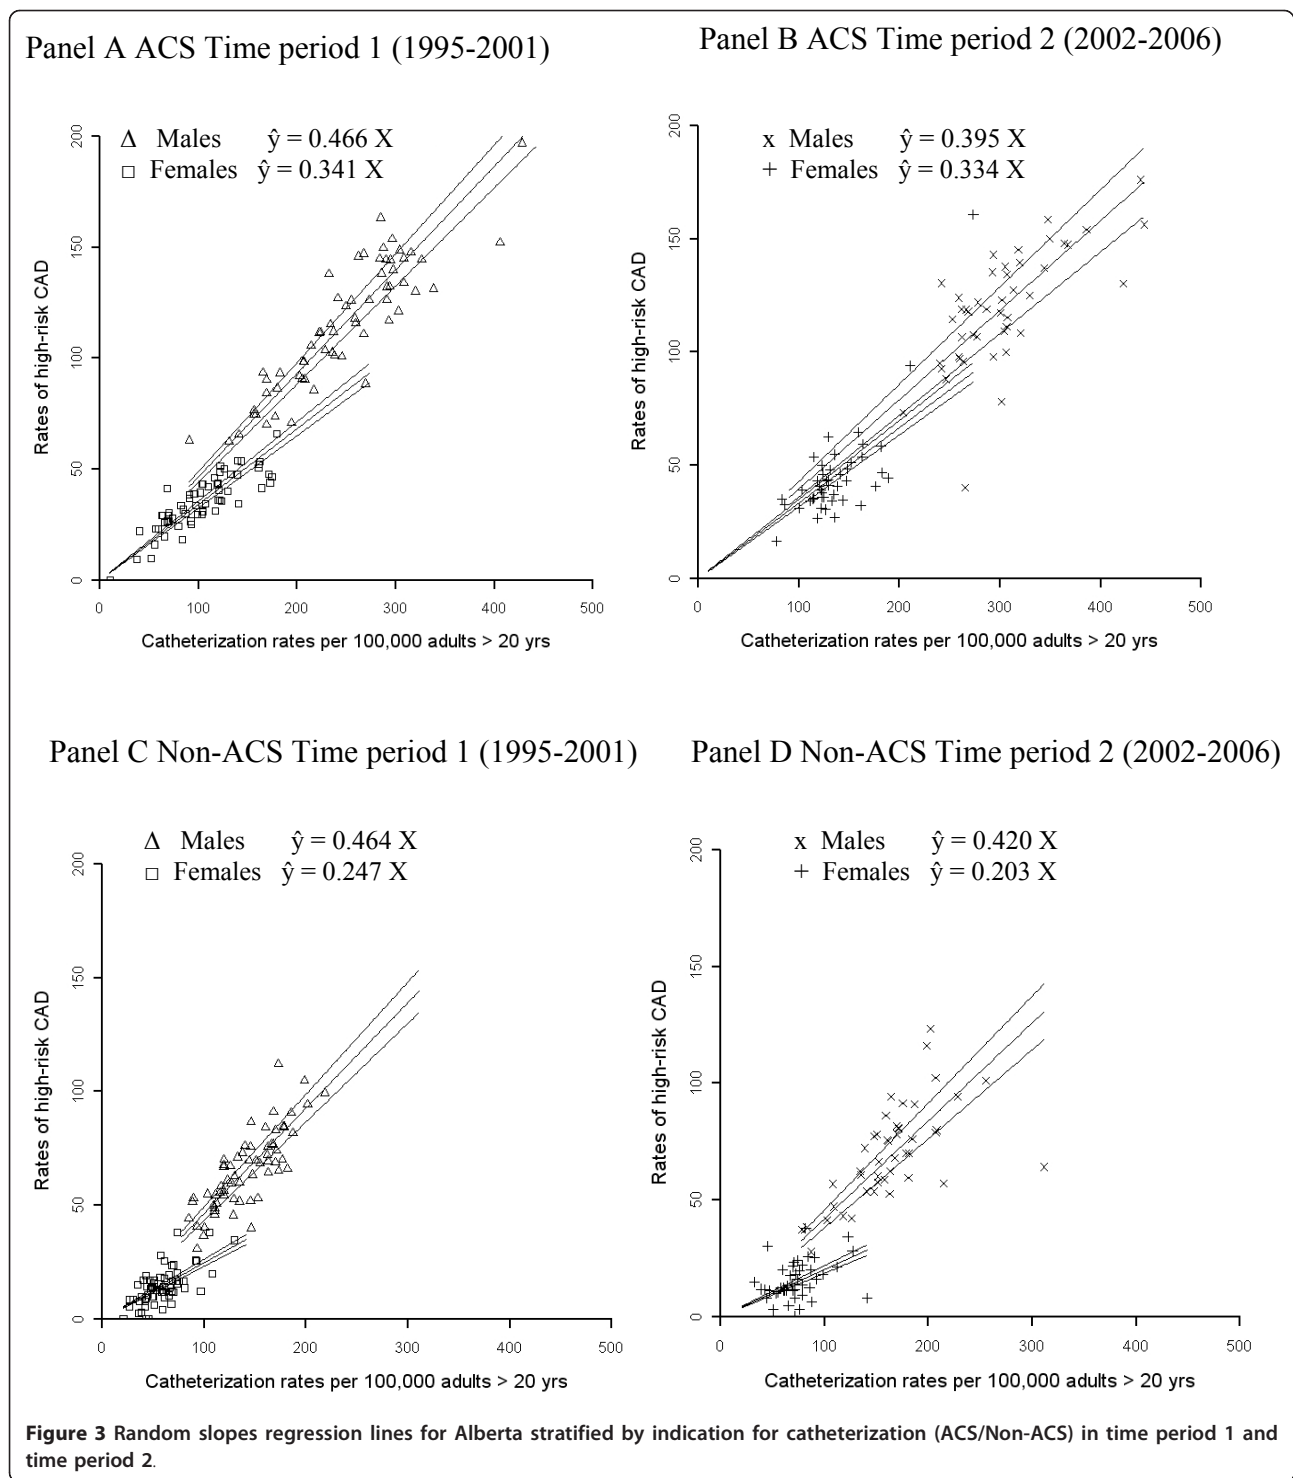 Panel A ACS Time period 1 (1995-2001)
Panel B ACS Time period 2 (2002-2006)
Δ Males ŷ = 0.466 X
□ Females ŷ = 0.341 X
Rates of high-risk CAD
0 50 100 150 200
0 100 200 300 400 500
Catheterization rates per 100,000 adults > 20 yrs
x Males ŷ = 0.395 X
+ Females ŷ = 0.334 X
Rates of high-risk CAD
0 50 100 150 200
0 100 200 300 400 500
Catheterization rates per 100,000 adults > 20 yrs
Panel C Non-ACS Time period 1 (1995-2001)
Panel D Non-ACS Time period 2 (2002-2006)
Δ Males ŷ = 0.464 X
□ Females ŷ = 0.247 X
Rates of high-risk CAD
0 50 100 150 200
0 100 200 300 400 500
Catheterization rates per 100,000 adults > 20 yrs
x Males ŷ = 0.420 X
+ Females ŷ = 0.203 X
Rates of high-risk CAD
0 50 100 150 200
0 100 200 300 400 500
Catheterization rates per 100,000 adults > 20 yrs
Figure 3 Random slopes regression lines for Alberta stratified by indication for catheterization (ACS/Non-ACS) in time period 1 and
time period 2.